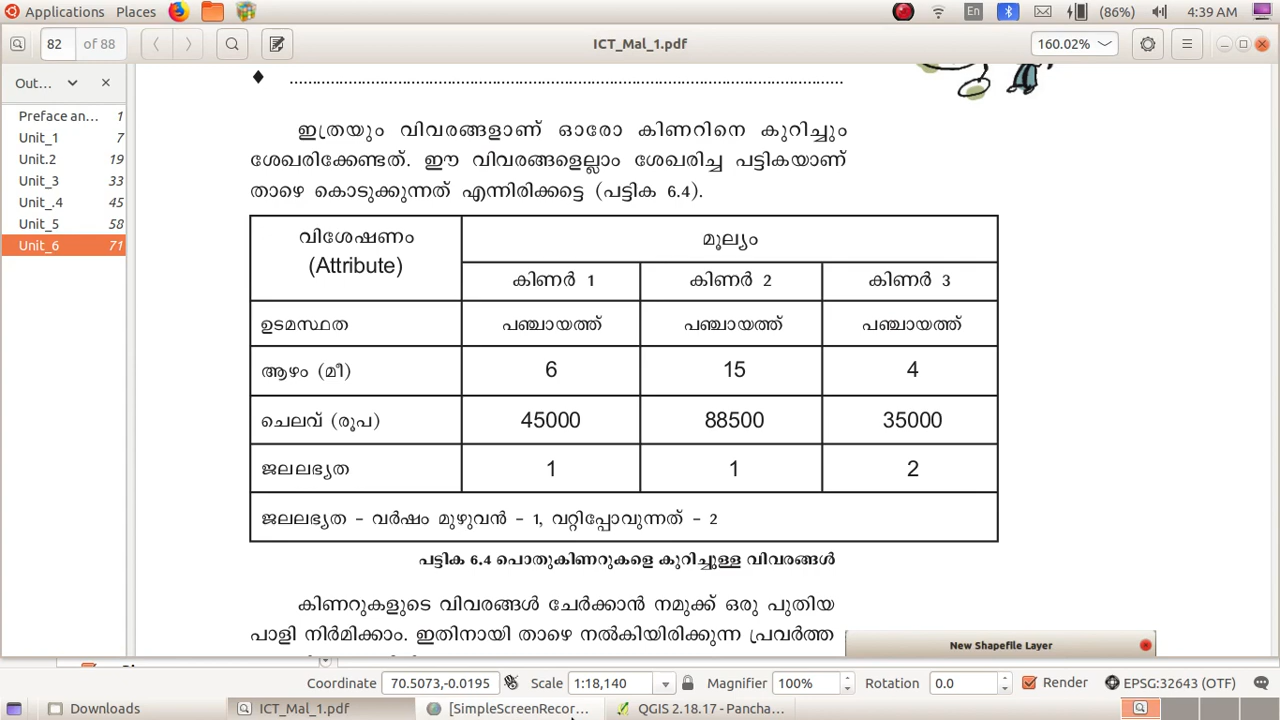 Applications Places En (86%) 4:39 AM
82 of 88 ICT_Mal_1.pdf 160.02%
Out...
Preface an... 1
Unit_1 7
Unit.2 19
Unit_3 33
Unit_.4 45
Unit_5 58
Unit_6 71
♦ ........................................................................................
ഇത്രയും വിവരങ്ങളാണ് ഓരോ കിണറിനെ കുറിച്ചും
ശേഖരിക്കേണ്ടത്. ഈ വിവരങ്ങളെല്ലാം ശേഖരിച്ച പട്ടികയാണ്
താഴെ കൊടുക്കുന്നത് എന്നിരിക്കട്ടെ (പട്ടിക 6.4).
വിശേഷണം (Attribute) മൂല്യം
കിണർ 1 കിണർ 2 കിണർ 3
ഉടമസ്ഥത പഞ്ചായത്ത് പഞ്ചായത്ത് പഞ്ചായത്ത്
ആഴം (മീ) 6 15 4
ചെലവ് (രൂപ) 45000 88500 35000
ജലലഭ്യത 1 1 2
ജലലഭ്യത - വർഷം മുഴുവൻ - 1, വറ്റിപ്പോവുന്നത് - 2
പട്ടിക 6.4 പൊതുകിണറുകളെ കുറിച്ചുള്ള വിവരങ്ങൾ
കിണറുകളുടെ വിവരങ്ങൾ ചേർക്കാൻ നമുക്ക് ഒരു പുതിയ
പാളി നിർമിക്കാം. ഇതിനായി താഴെ നൽകിയിരിക്കുന്ന പ്രവർത്ത
New Shapefile Layer
Coordinate 70.5073,-0.0195 Scale 1:18,140 Magnifier 100% Rotation 0.0 Render EPSG:32643 (OTF)
Downloads ICT_Mal_1.pdf [SimpleScreenRecor... QGIS 2.18.17 - Pancha...